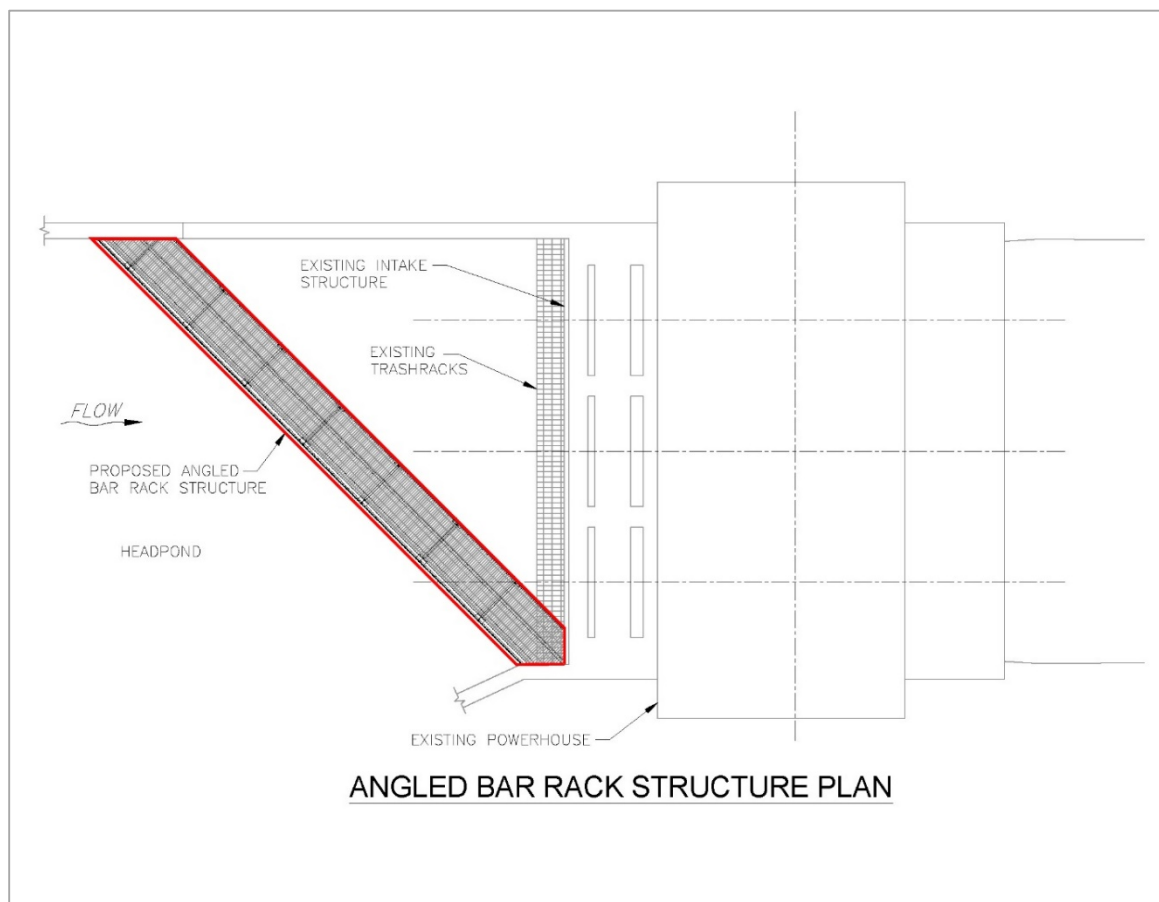 EXISTING INTAKE
STRUCTURE
EXISTING
TRASHRACKS
FLOW
PROPOSED ANGLED
BAR RACK STRUCTURE
HEADPOND
EXISTING POWERHOUSE
ANGLED BAR RACK STRUCTURE PLAN